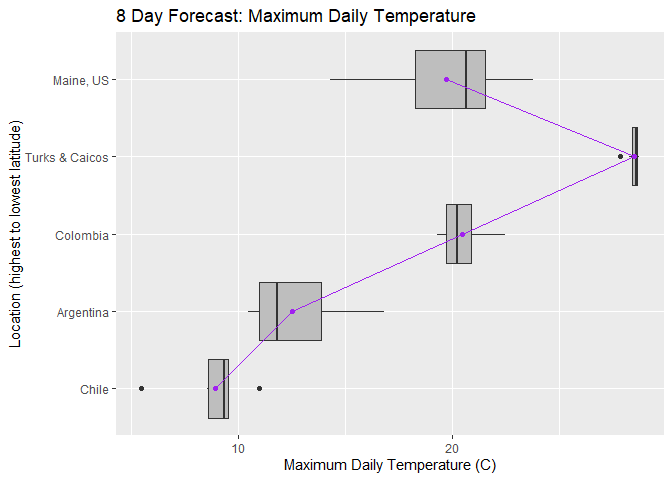 8 Day Forecast: Maximum Daily Temperature
Location (highest to lowest latitude)
Maine, US
Turks & Caicos
Colombia
Argentina
Chile
10 20
Maximum Daily Temperature (C)